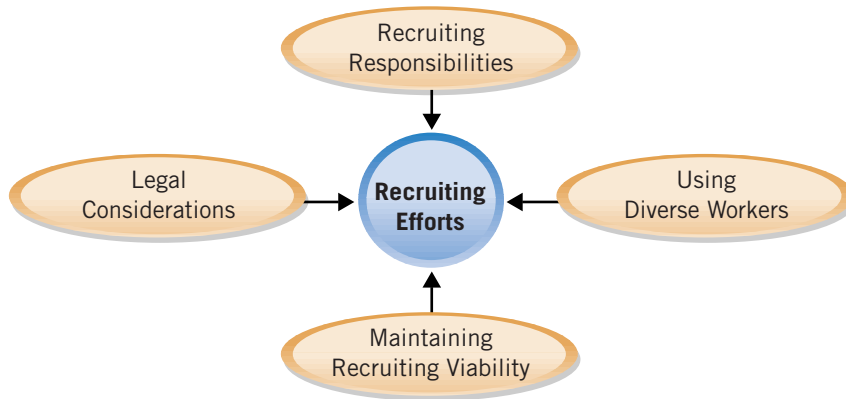 Recruiting
Responsibilities
Legal
Considerations
Recruiting
Efforts
Using
Diverse Workers
Maintaining
Recruiting Viability